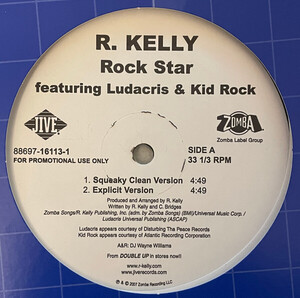 R. KELLY
Rock Star
featuring Ludacris & Kid Rock
JIVE
ZOMBA
Zomba Label Group
88697-16113-1
SIDE A
FOR PROMOTIONAL USE ONLY
33 1/3 RPM
1. Squeaky Clean Version 4:49
2. Explicit Version 4:49
Produced and Arranged by R. Kelly
Written by R. Kelly and C. Bridges
Zomba Songs/R. Kelly Publishing, Inc. (adm. by Zomba Songs) (BMI)/Universal Music Corp./
Ludacris Universal Publishing (ASCAP)
Ludacris appears courtesy of Disturbing Tha Peace Records
Kid Rock appears courtesy of Atlantic Recording Corporation
A&R: DJ Wayne Williams
From DOUBLE UP in stores now!!
r-kelly.com
jiverecords.com
℗ & © 2007 Zomba Recording LLC